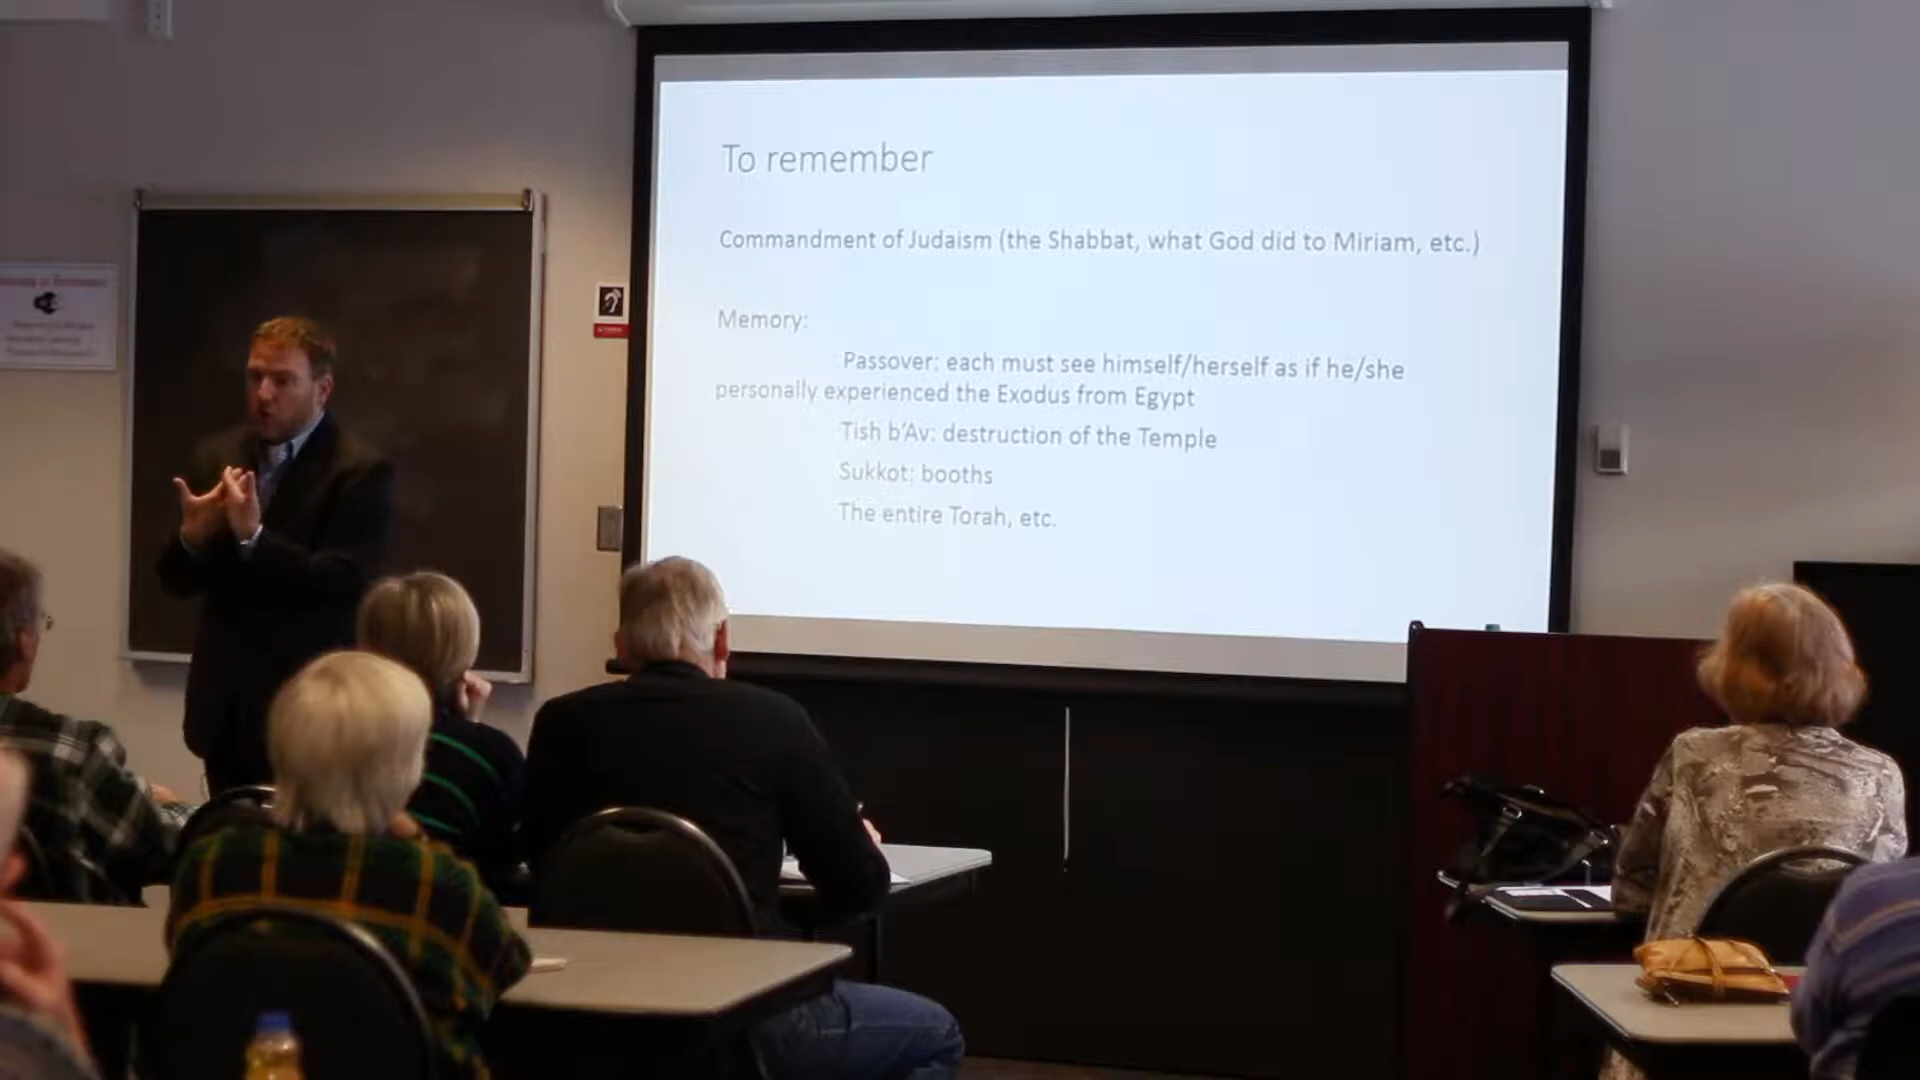 To remember
Commandment of Judaism (the Shabbat, what God did to Miriam, etc.)
Memory:
Passover: each must see himself/herself as if he/she
personally experienced the Exodus from Egypt
Tish b'Av: destruction of the Temple
Sukkot: booths
The entire Torah, etc.